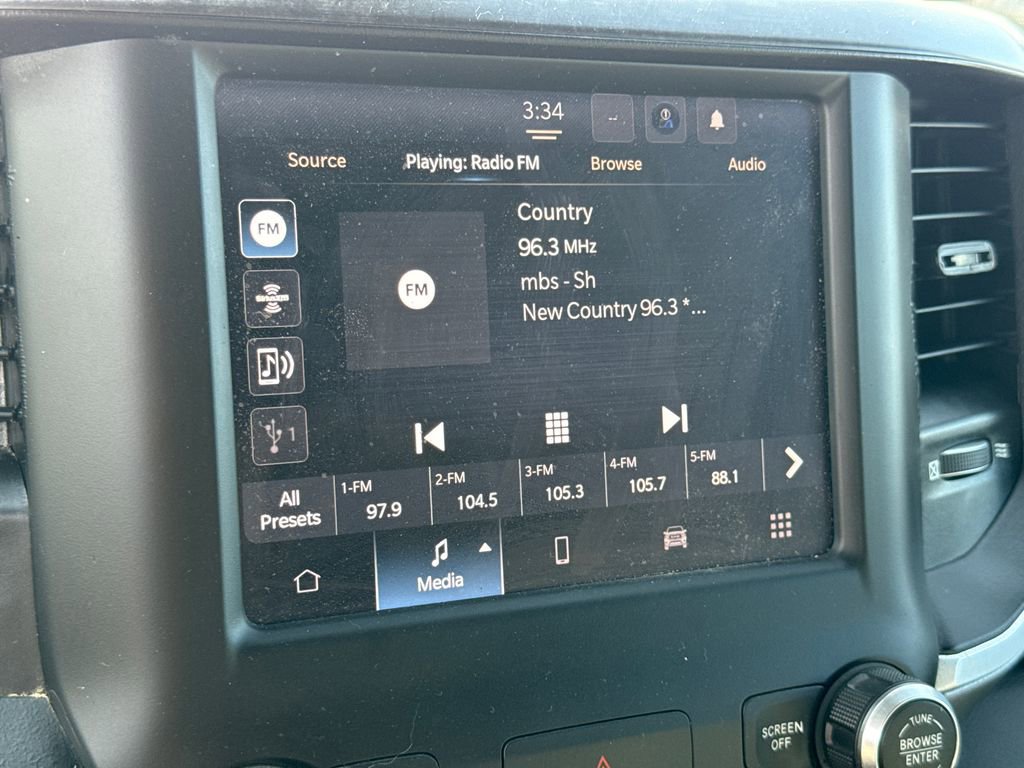 3:34
Source Playing: Radio FM Browse Audio
FM
Country
96.3 MHz
FM
mbs - Sh
SiriusXM
New Country 96.3 *...
1
All Presets
1-FM 2-FM 3-FM 4-FM 5-FM
97.9 104.5 105.3 105.7 88.1
Media
SCREEN OFF
TUNE
BROWSE
ENTER